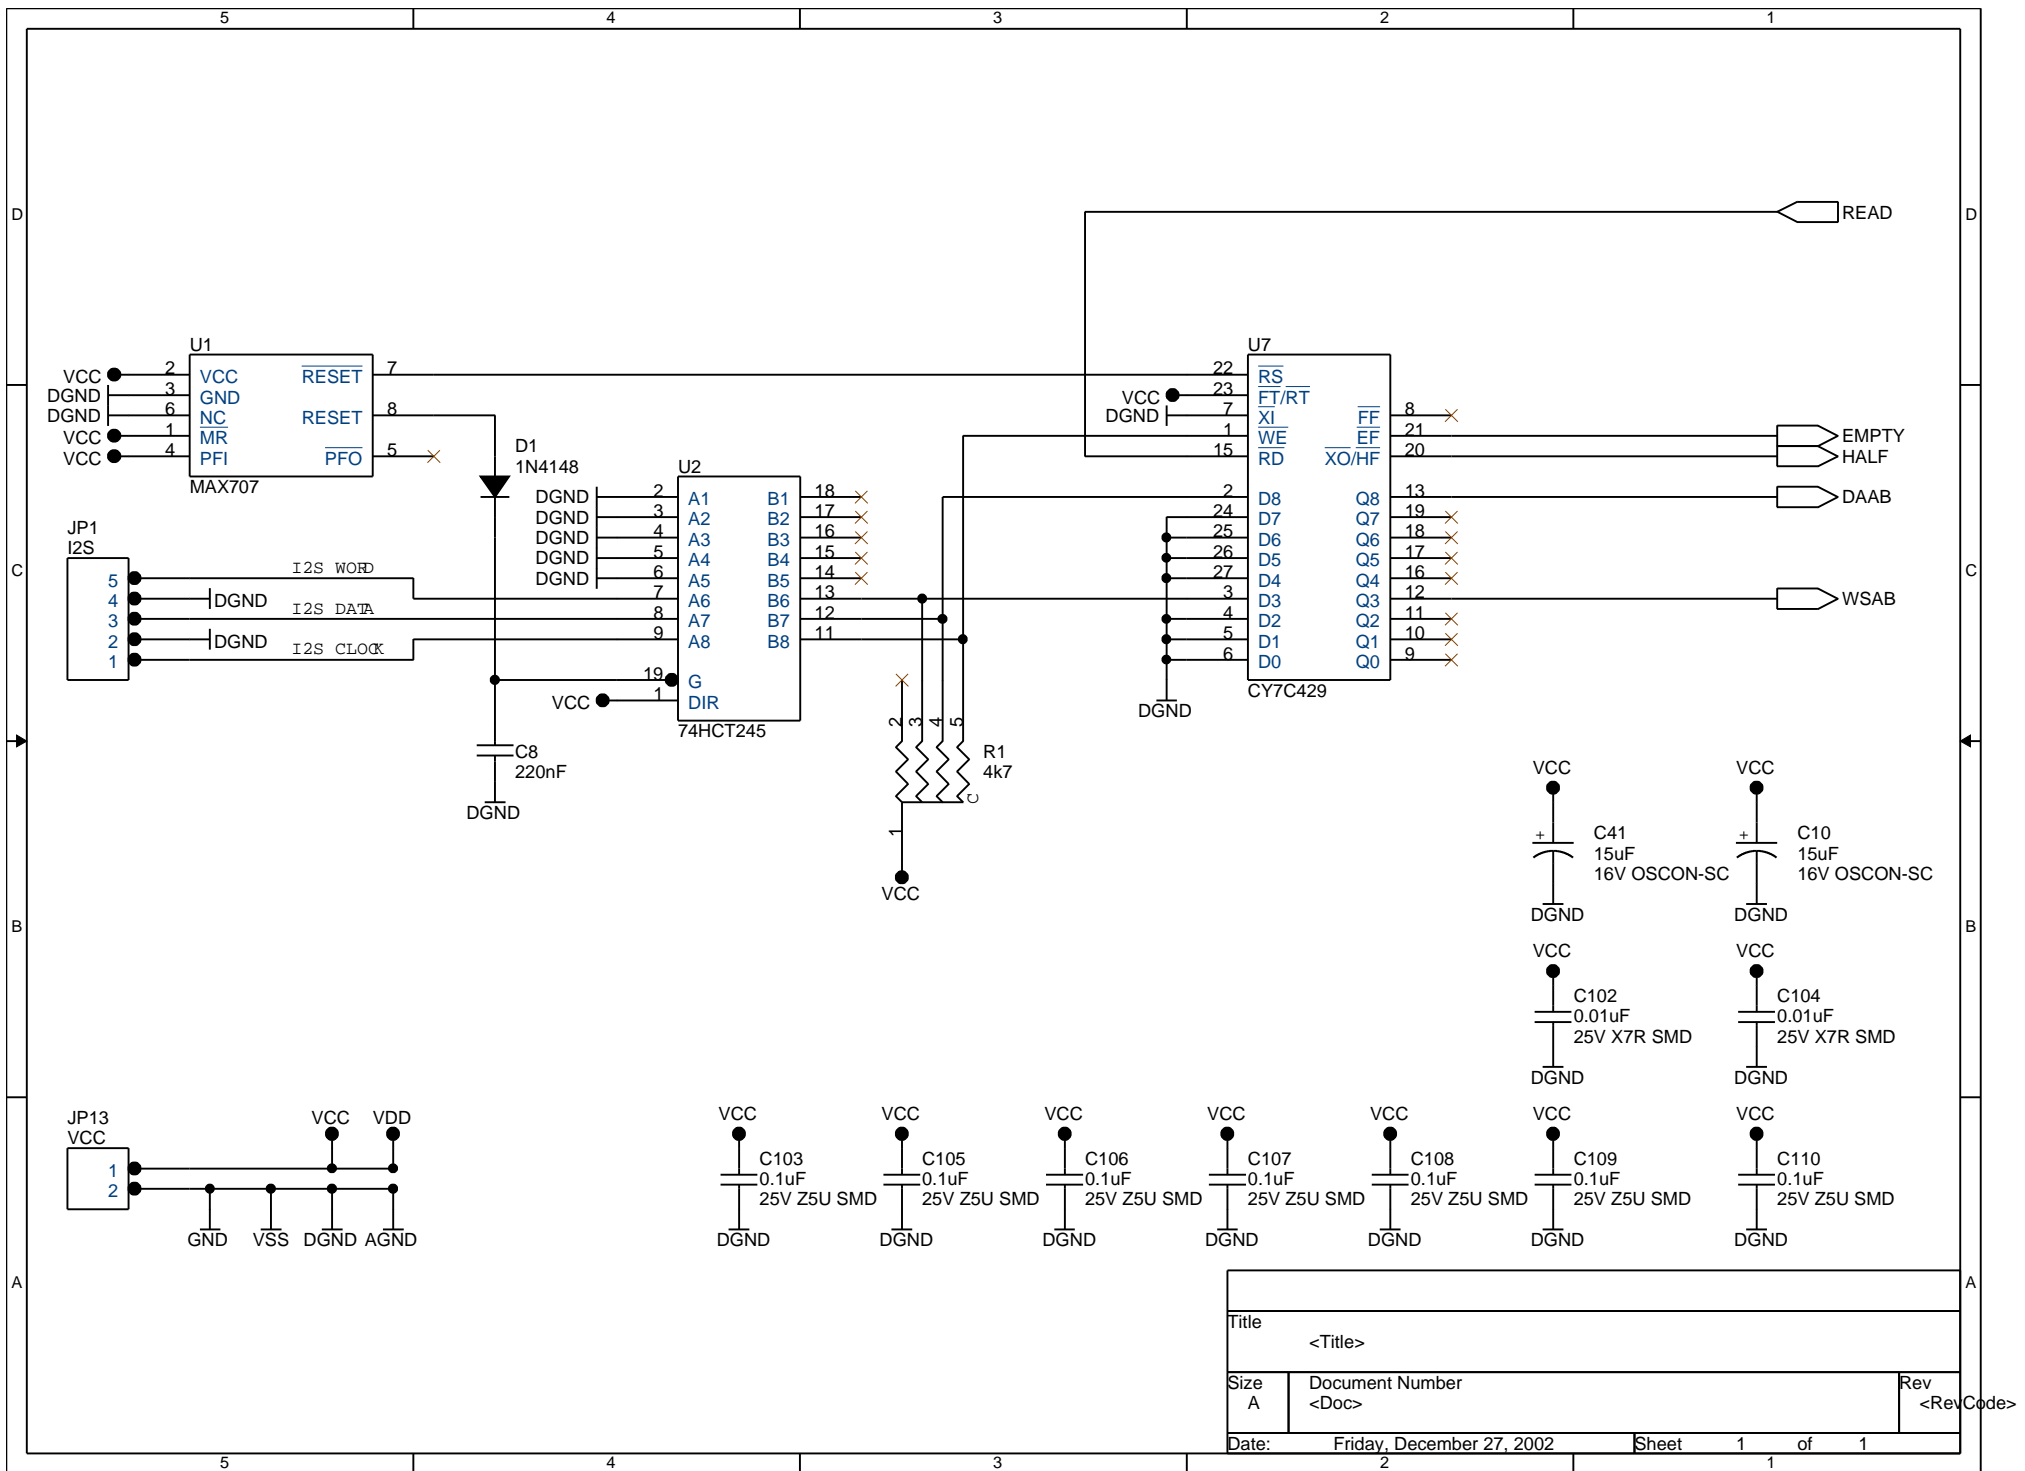 5 4 3 2 1
D
D
READ
U1
VCC 2 VCC RESET 7
DGND 3 GND
DGND 6 NC RESET 8
VCC 1 MR
VCC 4 PFI PFO 5
MAX707
D1
1N4148
U7
22 RS
VCC 23 FT/RT
DGND 7 XI FF 8
1 WE EF 21 EMPTY
15 RD XO/HF 20 HALF
2 D8 Q8 13 DAAB
24 D7 Q7 19
25 D6 Q6 18
26 D5 Q5 17
27 D4 Q4 16
3 D3 Q3 12 WSAB
4 D2 Q2 11
5 D1 Q1 10
6 D0 Q0 9
CY7C429
DGND
U2
DGND 2 A1 B1 18
DGND 3 A2 B2 17
DGND 4 A3 B3 16
DGND 5 A4 B4 15
DGND 6 A5 B5 14
7 A6 B6 13
8 A7 B7 12
9 A8 B8 11
19 G
VCC 1 DIR
74HCT245
JP1
I2S
5 I2S WORD
4 DGND
3 I2S DATA
2 DGND
1 I2S CLOCK
C
C
C8
220nF
DGND
2 3 4 5
R1
4k7
C
1
VCC
VCC
C41
+
15uF
16V OSCON-SC
DGND
VCC
C10
+
15uF
16V OSCON-SC
DGND
B
B
VCC
C102
0.01uF
25V X7R SMD
DGND
VCC
C104
0.01uF
25V X7R SMD
DGND
JP13
VCC
1
2
VCC VDD
GND VSS DGND AGND
VCC
C103
0.1uF
25V Z5U SMD
DGND
VCC
C105
0.1uF
25V Z5U SMD
DGND
VCC
C106
0.1uF
25V Z5U SMD
DGND
VCC
C107
0.1uF
25V Z5U SMD
DGND
VCC
C108
0.1uF
25V Z5U SMD
DGND
VCC
C109
0.1uF
25V Z5U SMD
DGND
VCC
C110
0.1uF
25V Z5U SMD
DGND
A
A
Title
<Title>
Size
A
Document Number
<Doc>
Rev
<RevCode>
Date: Friday, December 27, 2002 Sheet 1 of 1
5 4 3 2 1